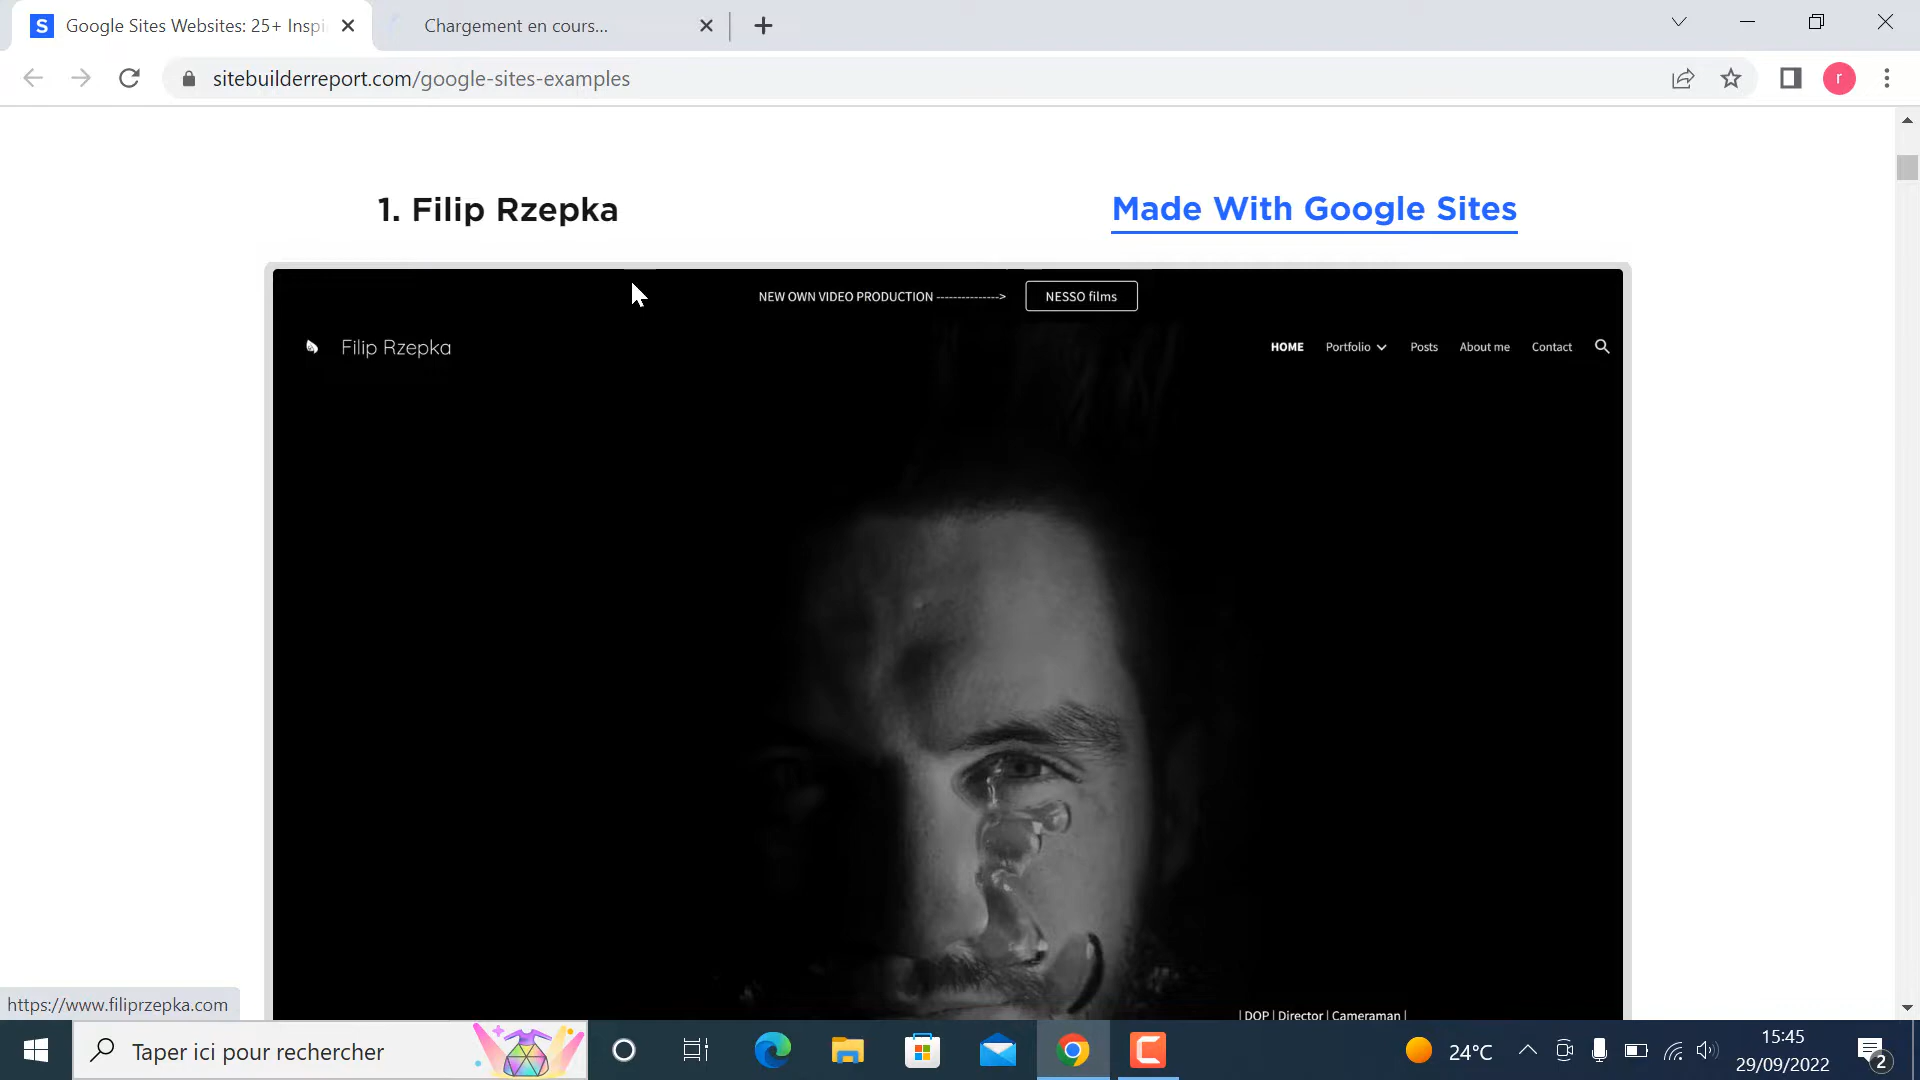 S Google Sites Websites: 25+ Inspi
Chargement en cours...
sitebuilderreport.com/google-sites-examples
r
1. Filip Rzepka
Made With Google Sites
NEW OWN VIDEO PRODUCTION --------------->
NESSO films
Filip Rzepka
HOME Portfolio Posts About me Contact
| DOP | Director | Cameraman |
https://www.filiprzepka.com
Taper ici pour rechercher
24°C
15:45
29/09/2022
2